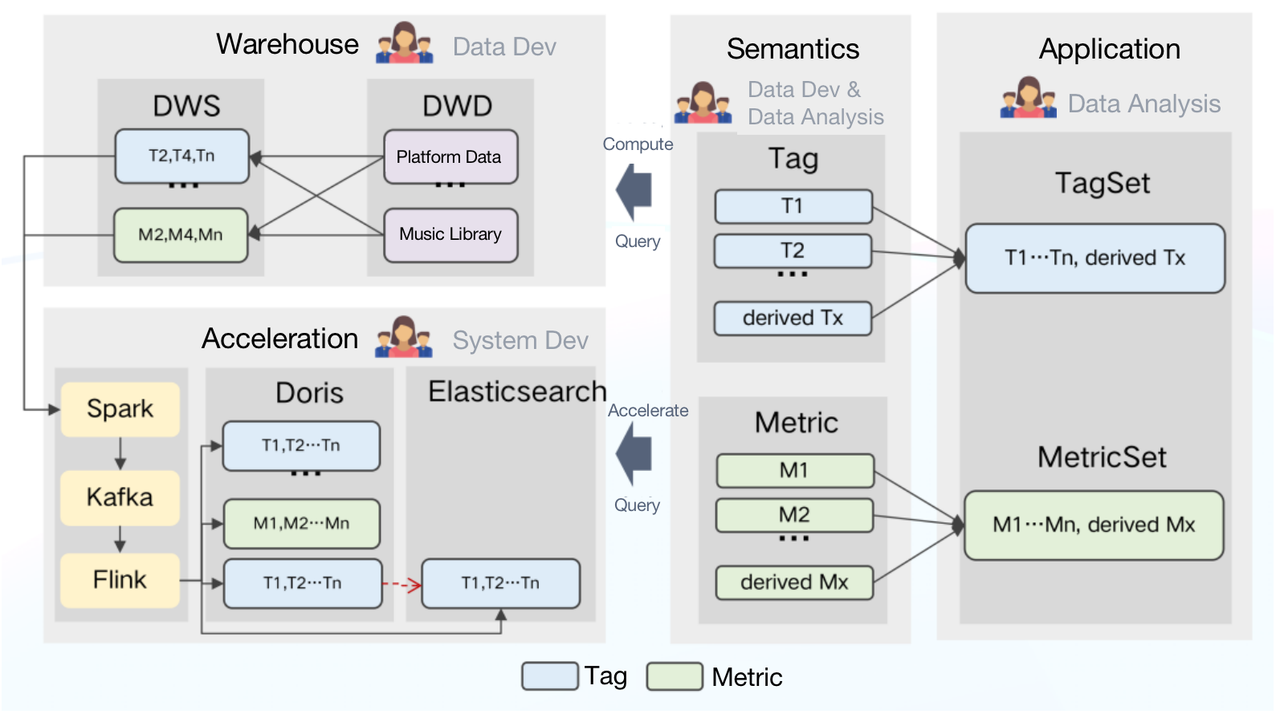 Warehouse
Data Dev
DWS
DWD
T2,T4,Tn
...
M2,M4,Mn
Platform Data
...
Music Library
Acceleration
System Dev
Spark
Kafka
Flink
Doris
T1,T2···Tn
...
M1,M2···Mn
T1,T2···Tn
Elasticsearch
T1,T2···Tn
Compute
Query
Accelerate
Query
Semantics
Data Dev &
Data Analysis
Tag
T1
T2
...
derived Tx
Metric
M1
M2
...
derived Mx
Application
Data Analysis
TagSet
T1···Tn, derived Tx
MetricSet
M1···Mn, derived Mx
Tag
Metric